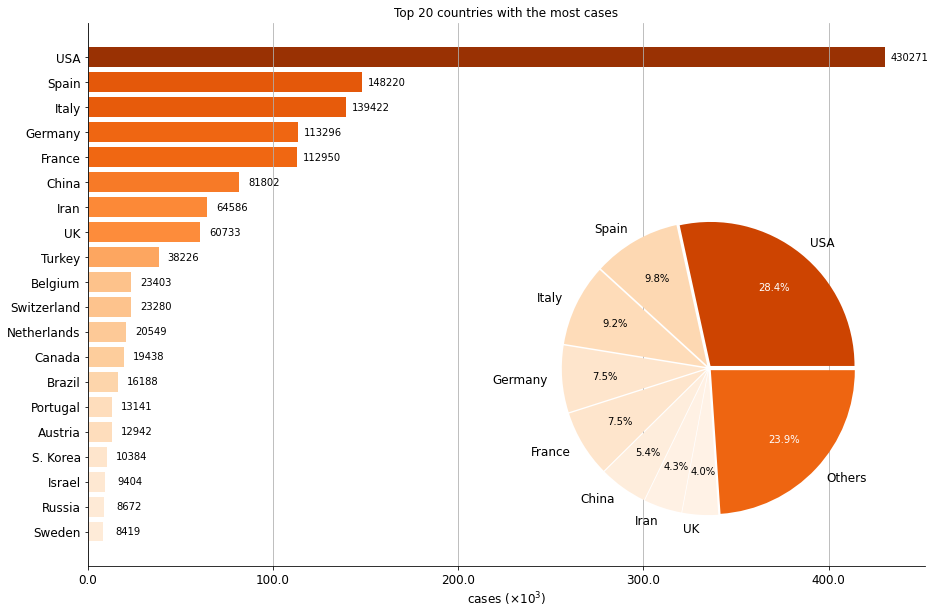 Top 20 countries with the most cases
USA 430271
Spain 148220
Italy 139422
Germany 113296
France 112950
China 81802
Iran 64586
UK 60733
Turkey 38226
Belgium 23403
Switzerland 23280
Netherlands 20549
Canada 19438
Brazil 16188
Portugal 13141
Austria 12942
S. Korea 10384
Israel 9404
Russia 8672
Sweden 8419
0.0 100.0 200.0 300.0 400.0
cases (×10³)
USA
28.4%
Spain
9.8%
Italy
9.2%
Germany
7.5%
France
7.5%
China
5.4%
Iran
4.3%
UK
4.0%
Others
23.9%